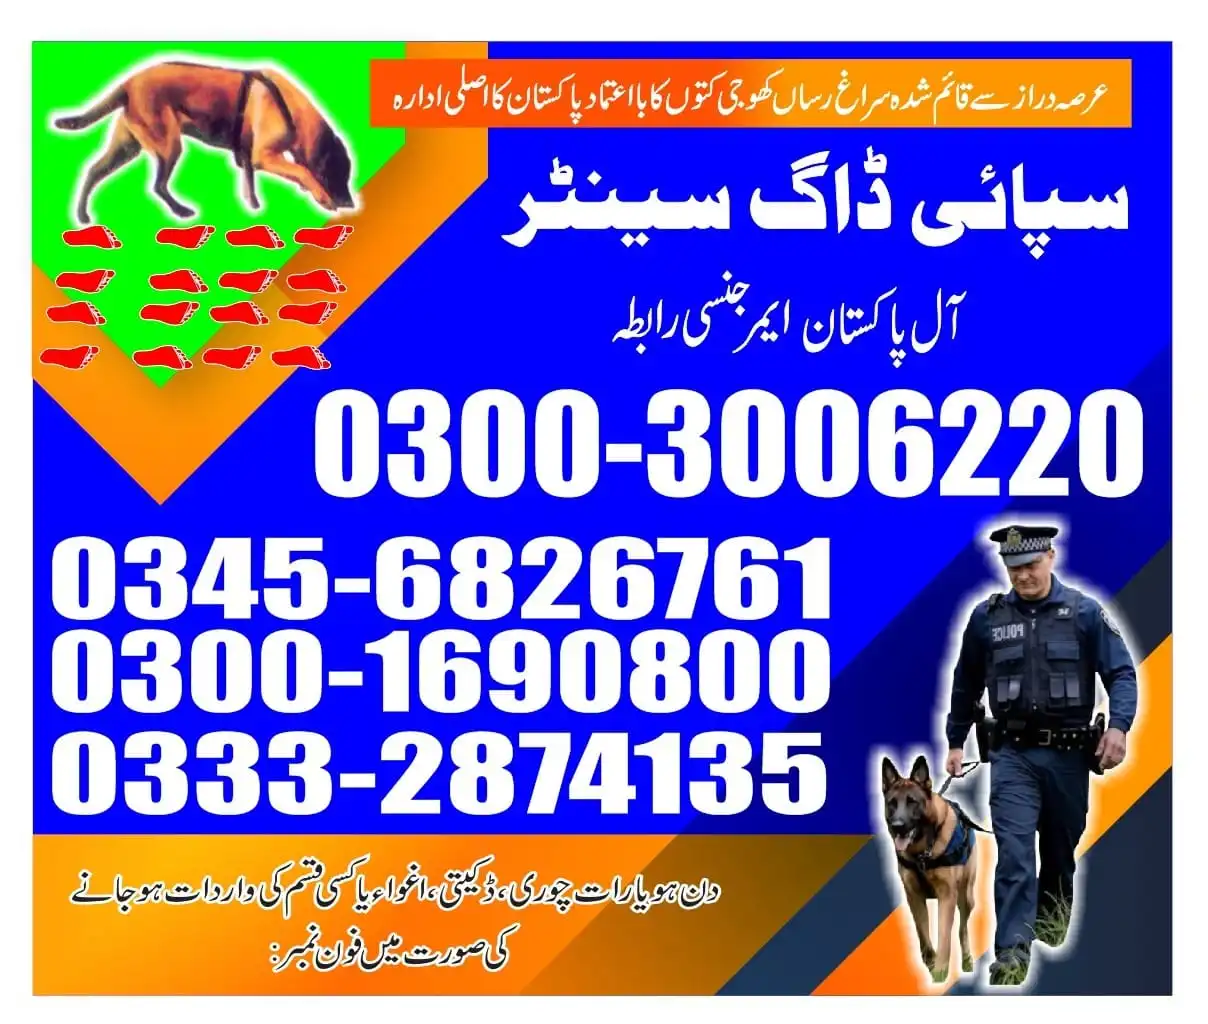 عرصہ دراز سے قائم شدہ سراغ رساں کھوجی کتوں کا بااعتماد پاکستان کا اصلی ادارہ
سپائی ڈاگ سینٹر
آل پاکستان ایمرجنسی رابطہ
0300-3006220
0345-6826761
0300-1690800
0333-2874135
POLICE
دن ہو یا رات چوری، ڈکیتی، اغواء یا کسی قسم کی واردات ہو جانے
کی صورت میں فون نمبر: